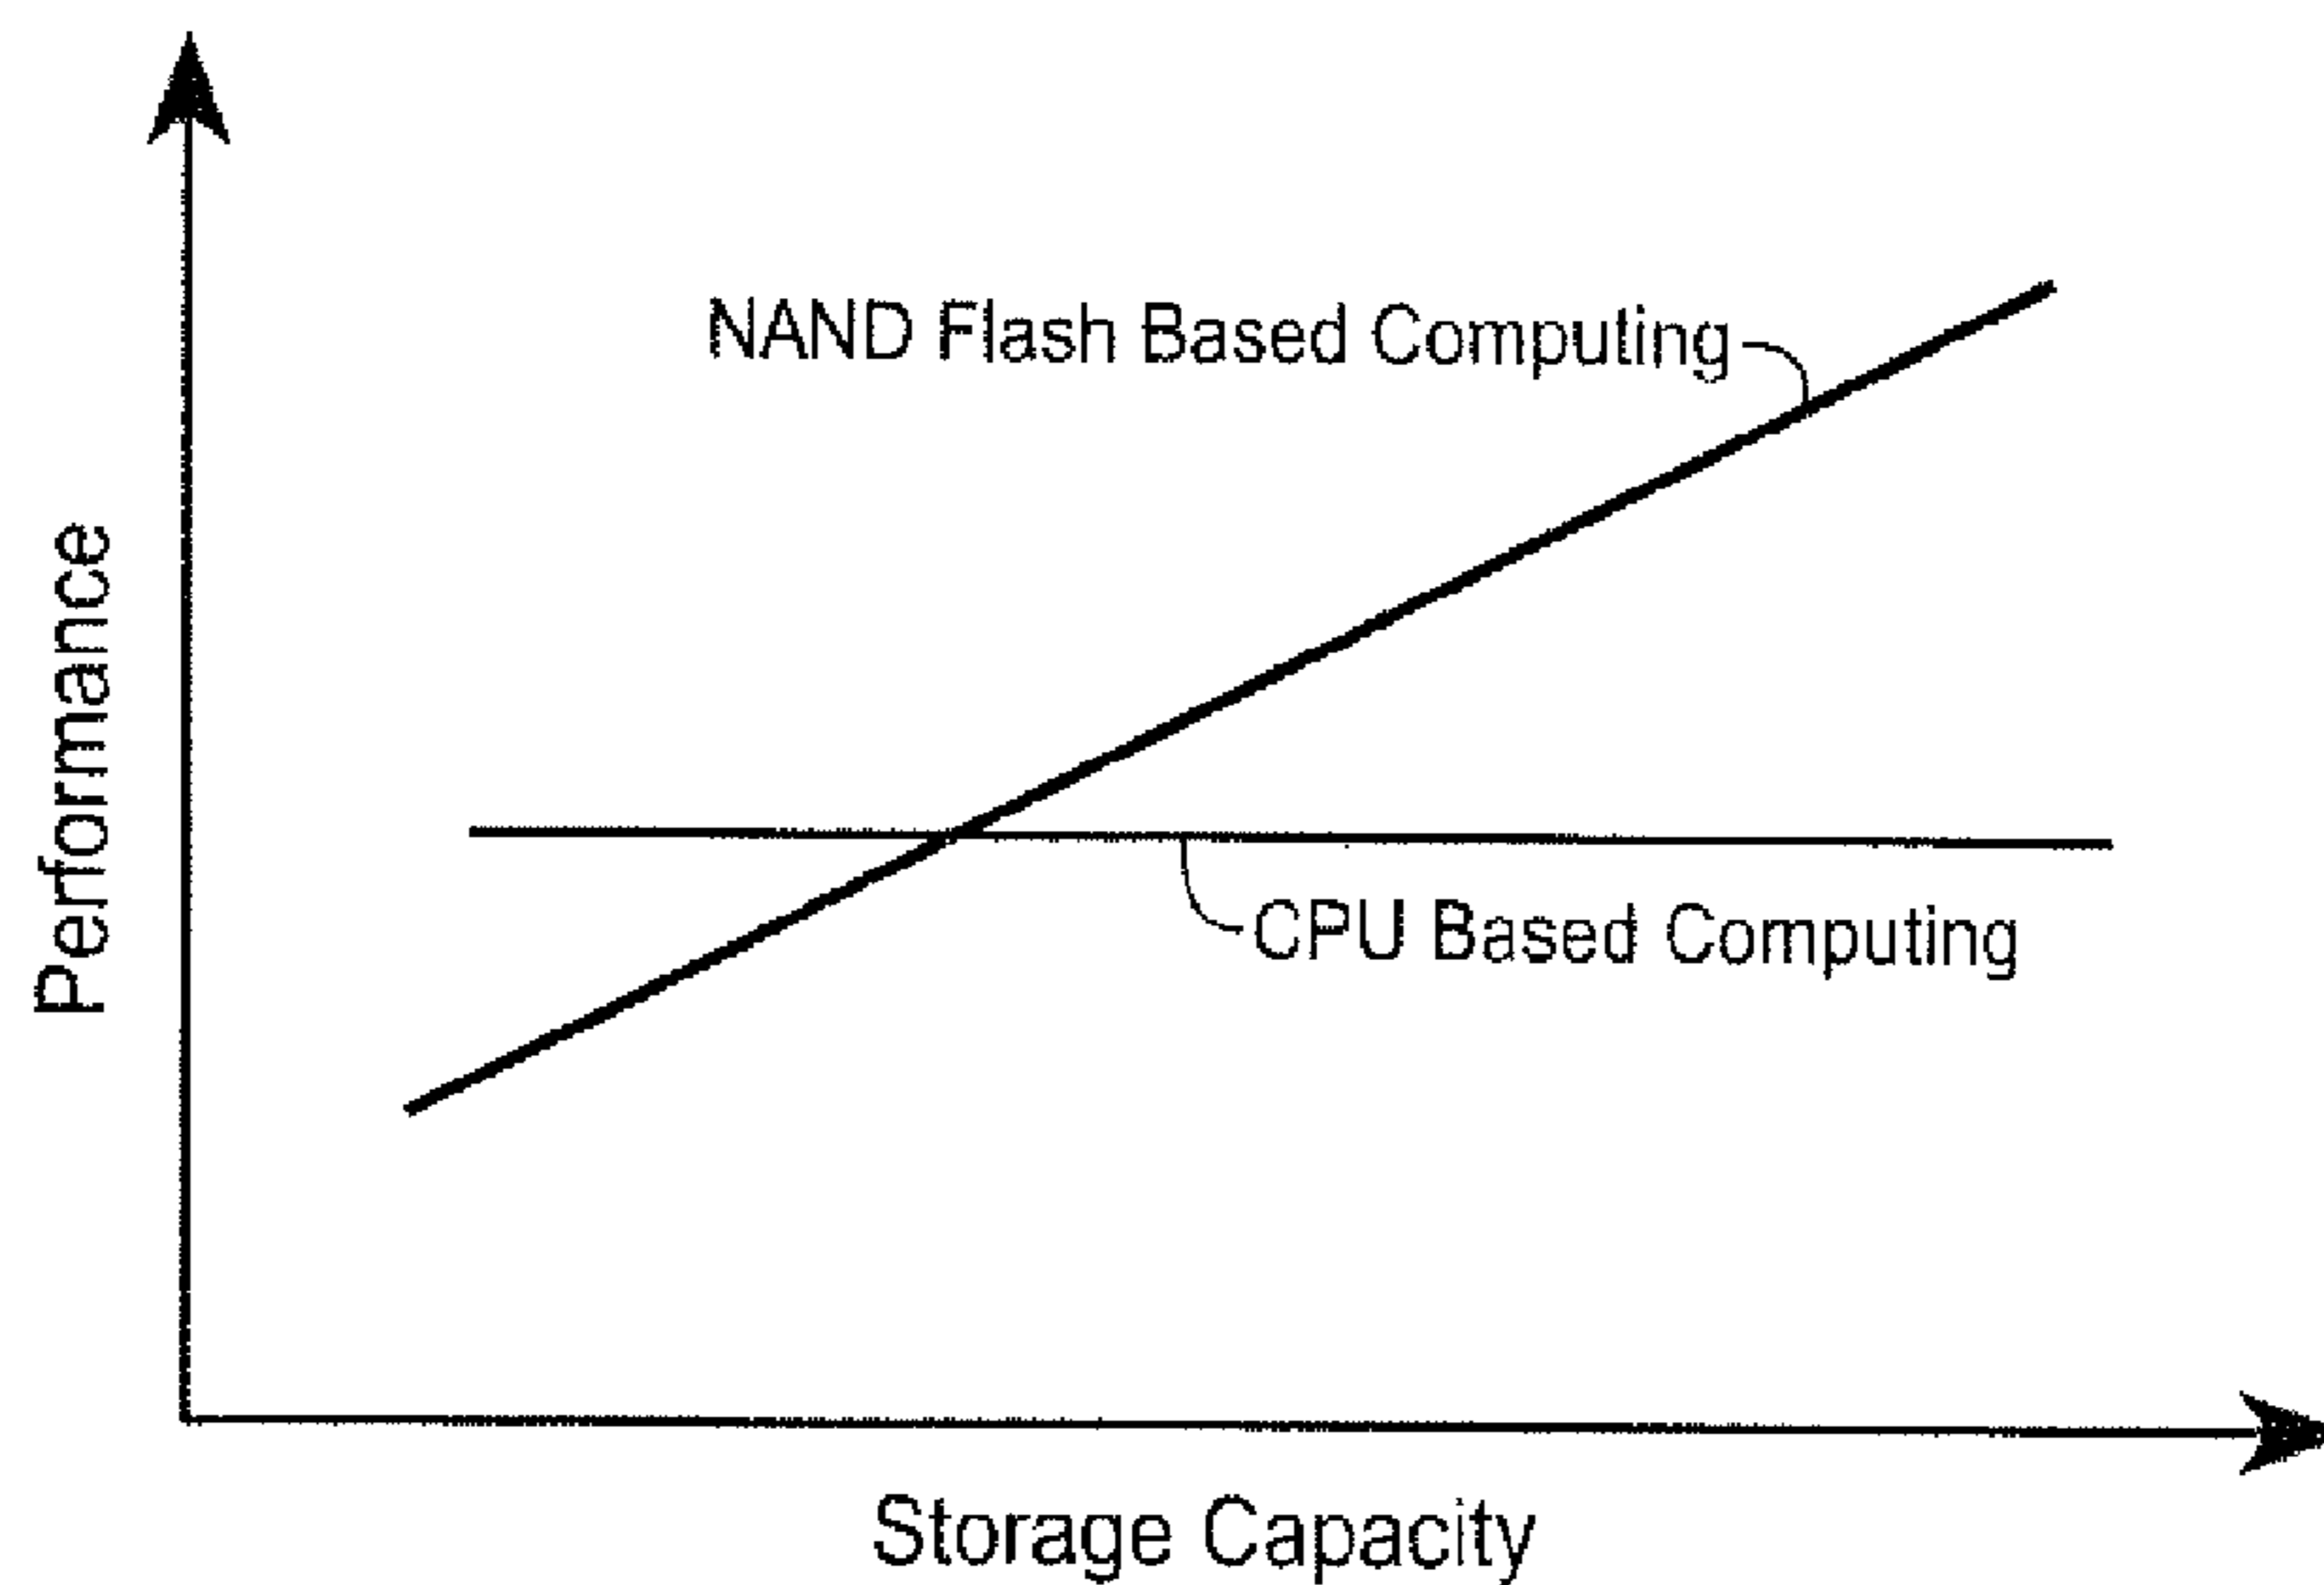 NAND Flash Based Computing
Performance
CPU Based Computing
Storage Capacity